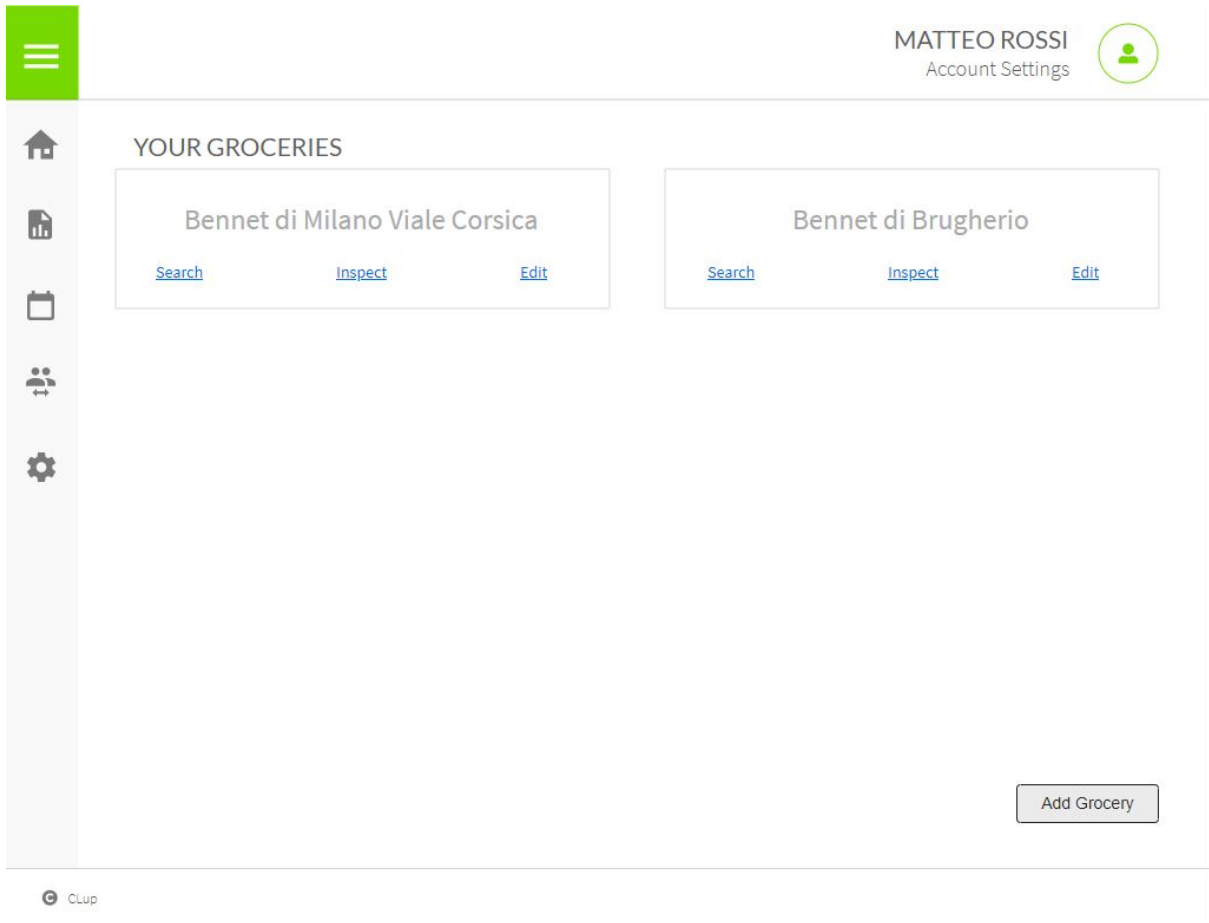 MATTEO ROSSI
Account Settings
YOUR GROCERIES
Bennet di Milano Viale Corsica
Search Inspect Edit
Bennet di Brugherio
Search Inspect Edit
Add Grocery
CLup